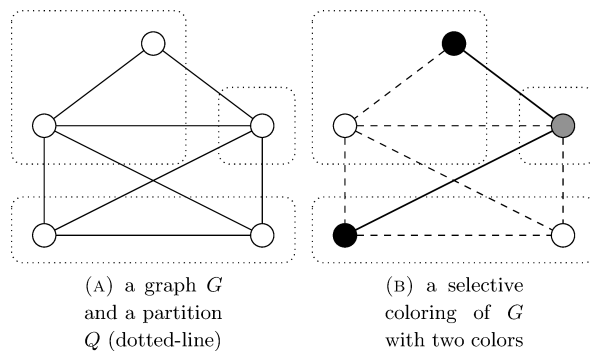 (A) a graph G
and a partition
Q (dotted-line)
(B) a selective
coloring of G
with two colors